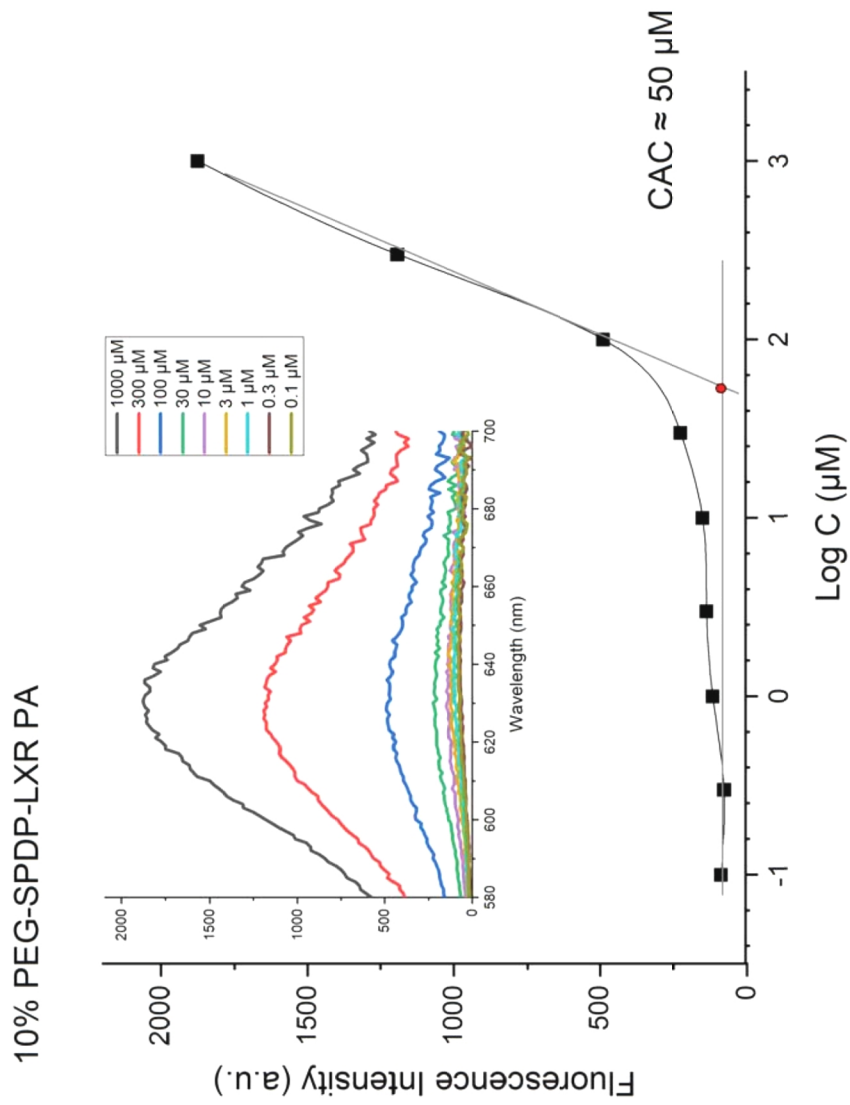 10% PEG-SPDP-LXR PA
Fluorescence Intensity (a.u.)
2000
1500
1000
500
0
-1
0
1
2
3
Log C (µM)
CAC ≈ 50 µM
2000
1500
1000
500
0
580
600
620
640
660
680
700
Wavelength (nm)
1000 µM
300 µM
100 µM
30 µM
10 µM
3 µM
1 µM
0.3 µM
0.1 µM